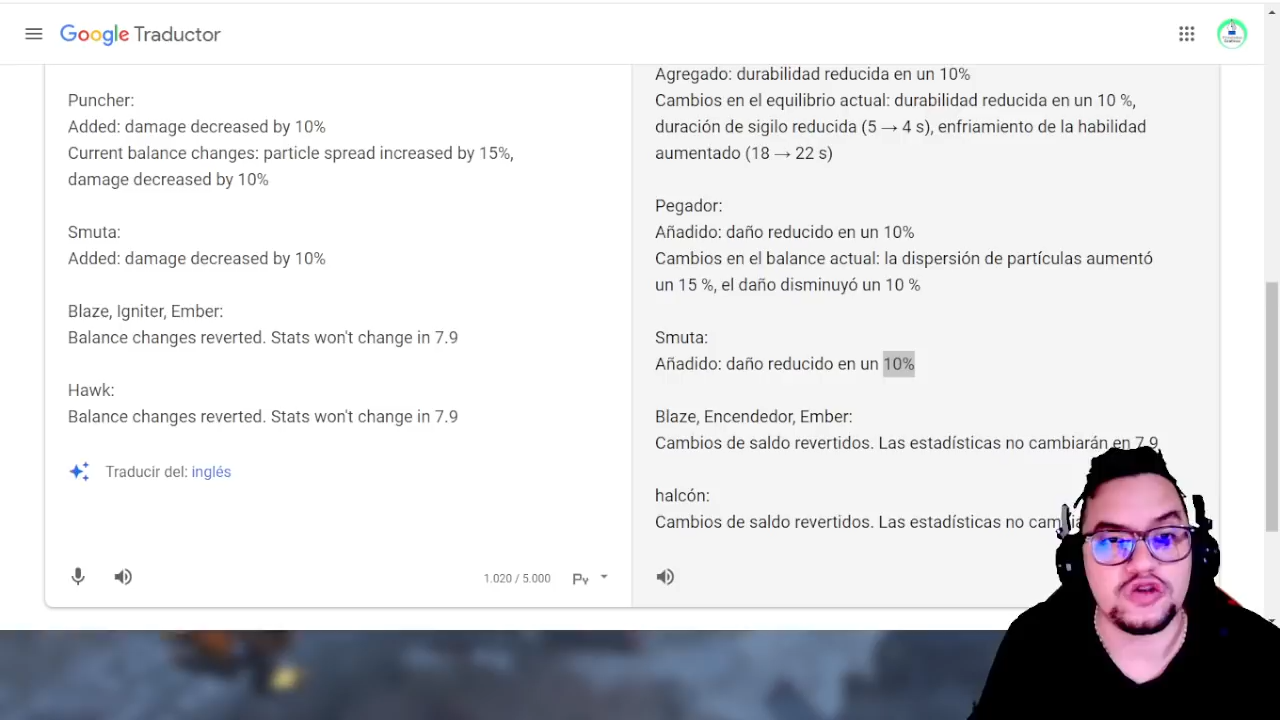 Google Traductor
Puncher:
Added: damage decreased by 10%
Current balance changes: particle spread increased by 15%,
damage decreased by 10%
Smuta:
Added: damage decreased by 10%
Blaze, Igniter, Ember:
Balance changes reverted. Stats won't change in 7.9
Hawk:
Balance changes reverted. Stats won't change in 7.9
Traducir del: inglés
1.020 / 5.000
Agregado: durabilidad reducida en un 10%
Cambios en el equilibrio actual: durabilidad reducida en un 10 %,
duración de sigilo reducida (5 → 4 s), enfriamiento de la habilidad
aumentado (18 → 22 s)
Pegador:
Añadido: daño reducido en un 10%
Cambios en el balance actual: la dispersión de partículas aumentó
un 15 %, el daño disminuyó un 10 %
Smuta:
Añadido: daño reducido en un 10%
Blaze, Encendedor, Ember:
Cambios de saldo revertidos. Las estadísticas no cambiarán en 7.9
halcón:
Cambios de saldo revertidos. Las estadísticas no